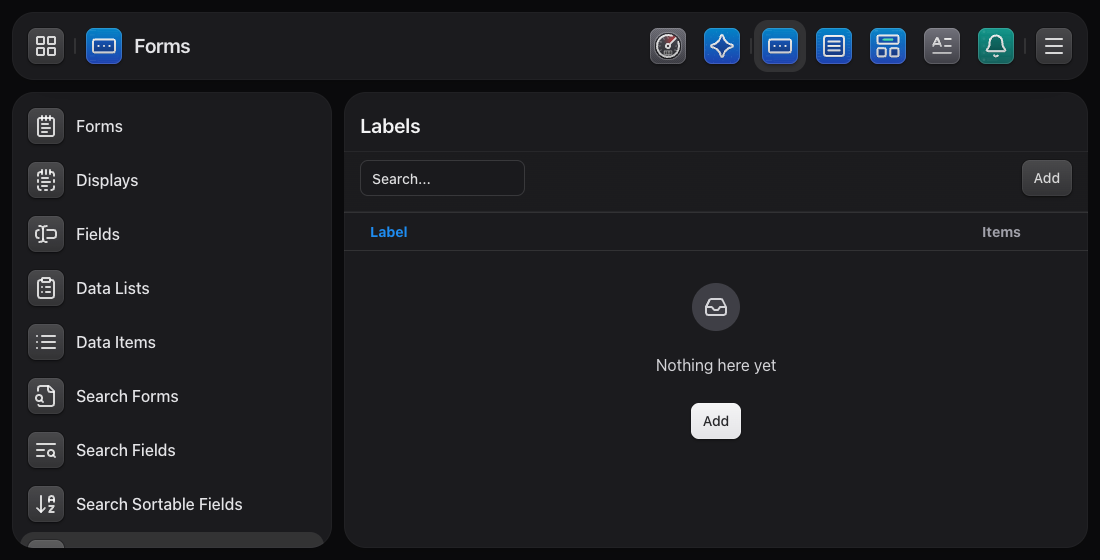 Forms
Forms
Displays
Fields
Data Lists
Data Items
Search Forms
Search Fields
Search Sortable Fields
Labels
Search...
Add
Label
Items
Nothing here yet
Add